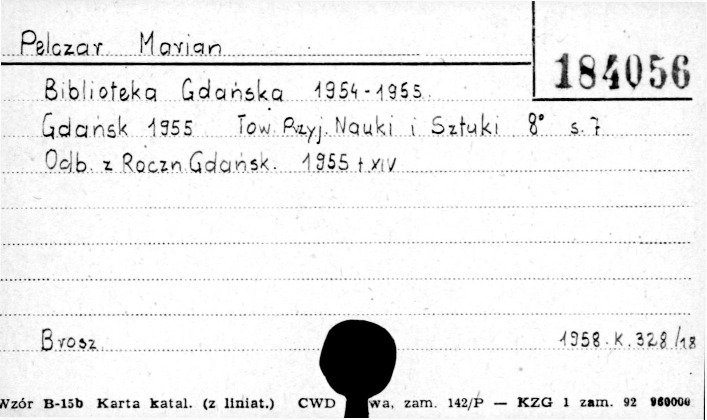 Pelczar Marian
184056
Biblioteka Gdańska 1954-1955.
Gdańsk 1955 Tow. Przyj. Nauki i Sztuki 8° s. 7
Odb. z Roczn. Gdańsk. 1955 t XIV
Brosz. 1958. K. 328/18
Wzór B-15b Karta katal. (z liniat.) CWD wa, zam. 142/P — KZG 1 zam. 92 960000